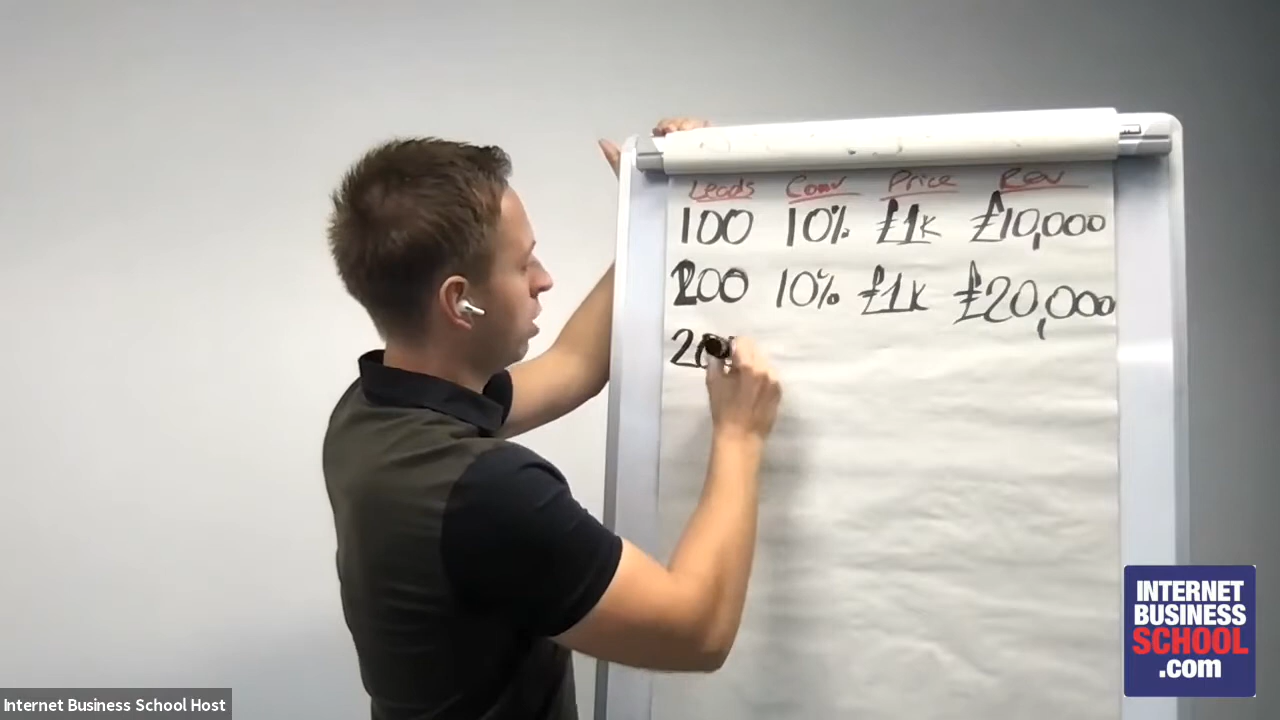 Leads Conv Price Rev
100 10% £1k £10,000
200 10% £1k £20,000
INTERNET
BUSINESS
SCHOOL
.com
Internet Business School Host